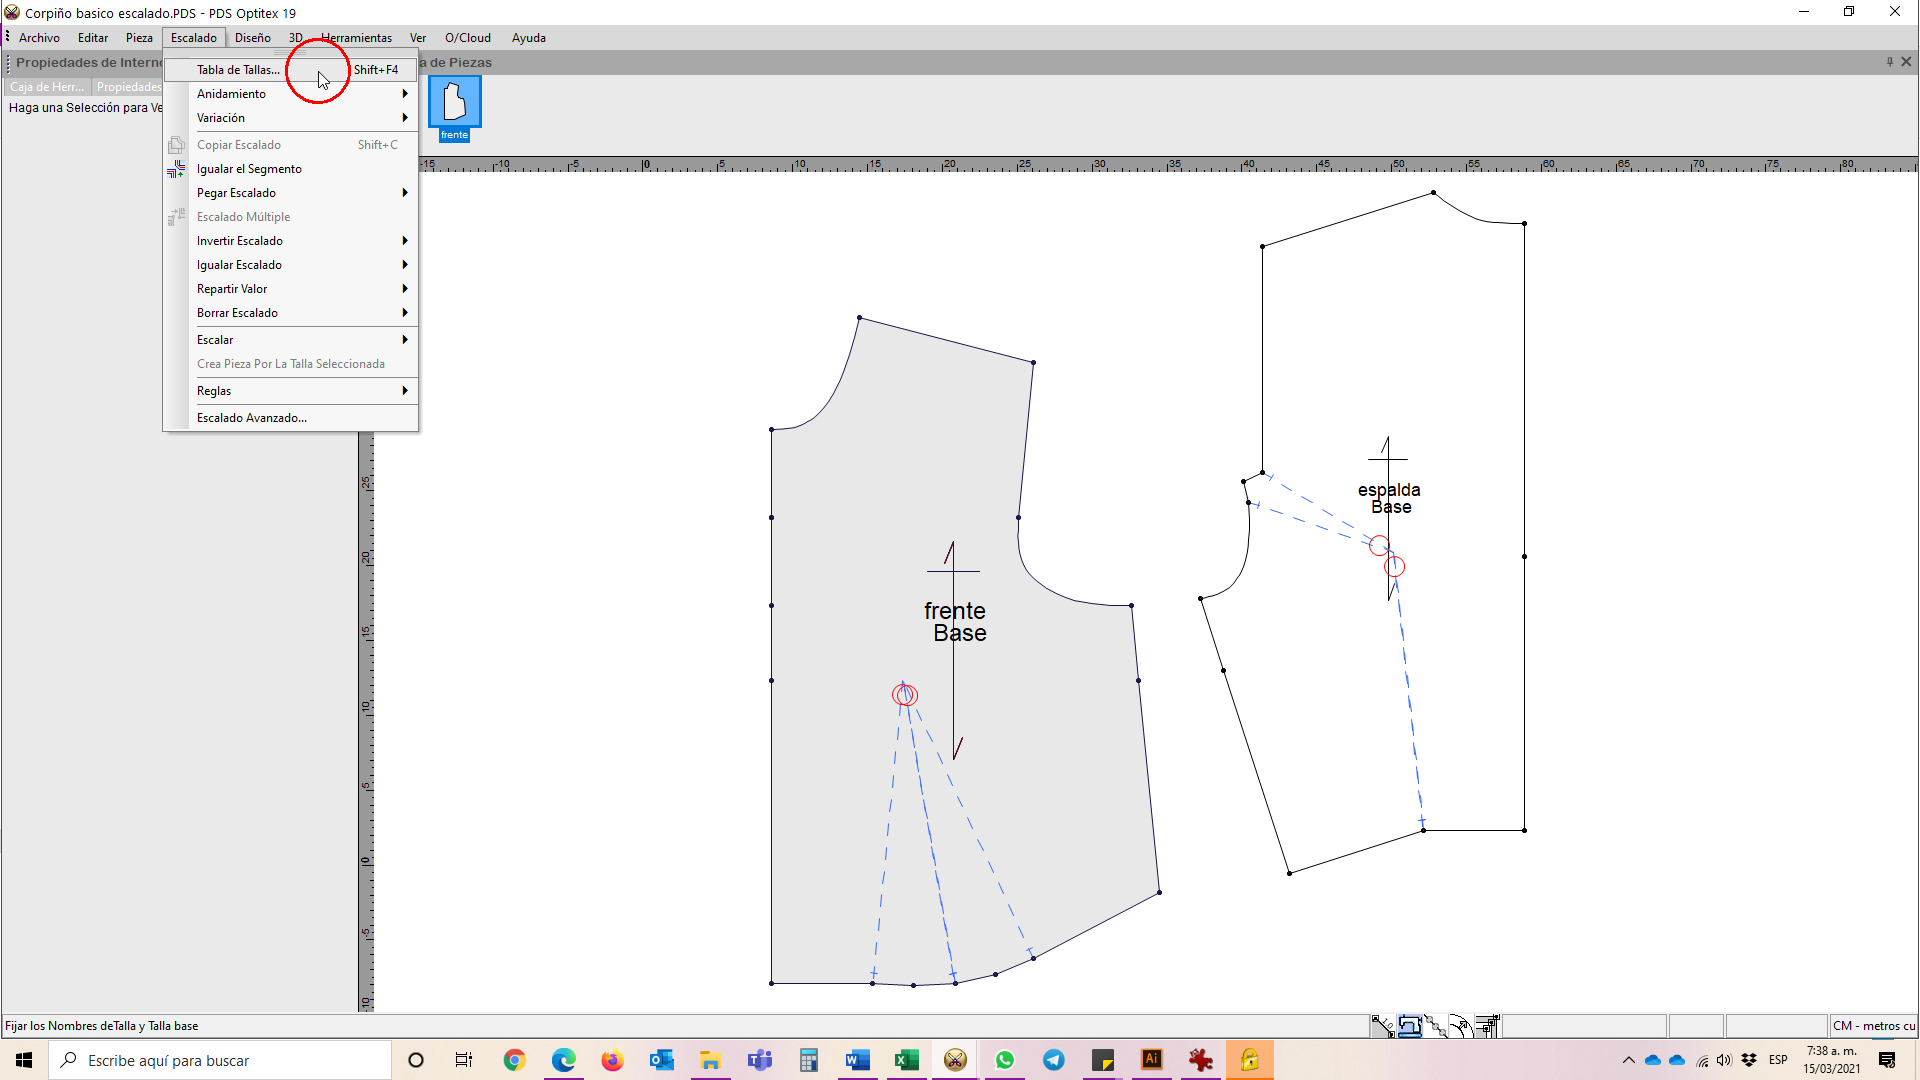 Corpiño basico escalado.PDS - PDS Optitex 19
Archivo Editar Pieza Escalado Diseño 3D Herramientas Ver O/Cloud Ayuda
Propiedades de Intern
a de Piezas
Caja de Herr... Propiedades
Haga una Selección para Ve
Tabla de Tallas... Shift+F4
Anidamiento
Variación
Copiar Escalado Shift+C
Igualar el Segmento
Pegar Escalado
Escalado Múltiple
Invertir Escalado
Igualar Escalado
Repartir Valor
Borrar Escalado
Escalar
Crea Pieza Por La Talla Seleccionada
Reglas
Escalado Avanzado...
frente
-15 -10 -5 0 5 10 15 20 25 30 35 40 45 50 55 60 65 70 75 80
25
20
15
10
5
0
-5
-10
espalda
Base
frente
Base
Fijar los Nombres deTalla y Talla base
CM - metros cu
Escribe aquí para buscar
ESP
7:38 a. m.
15/03/2021